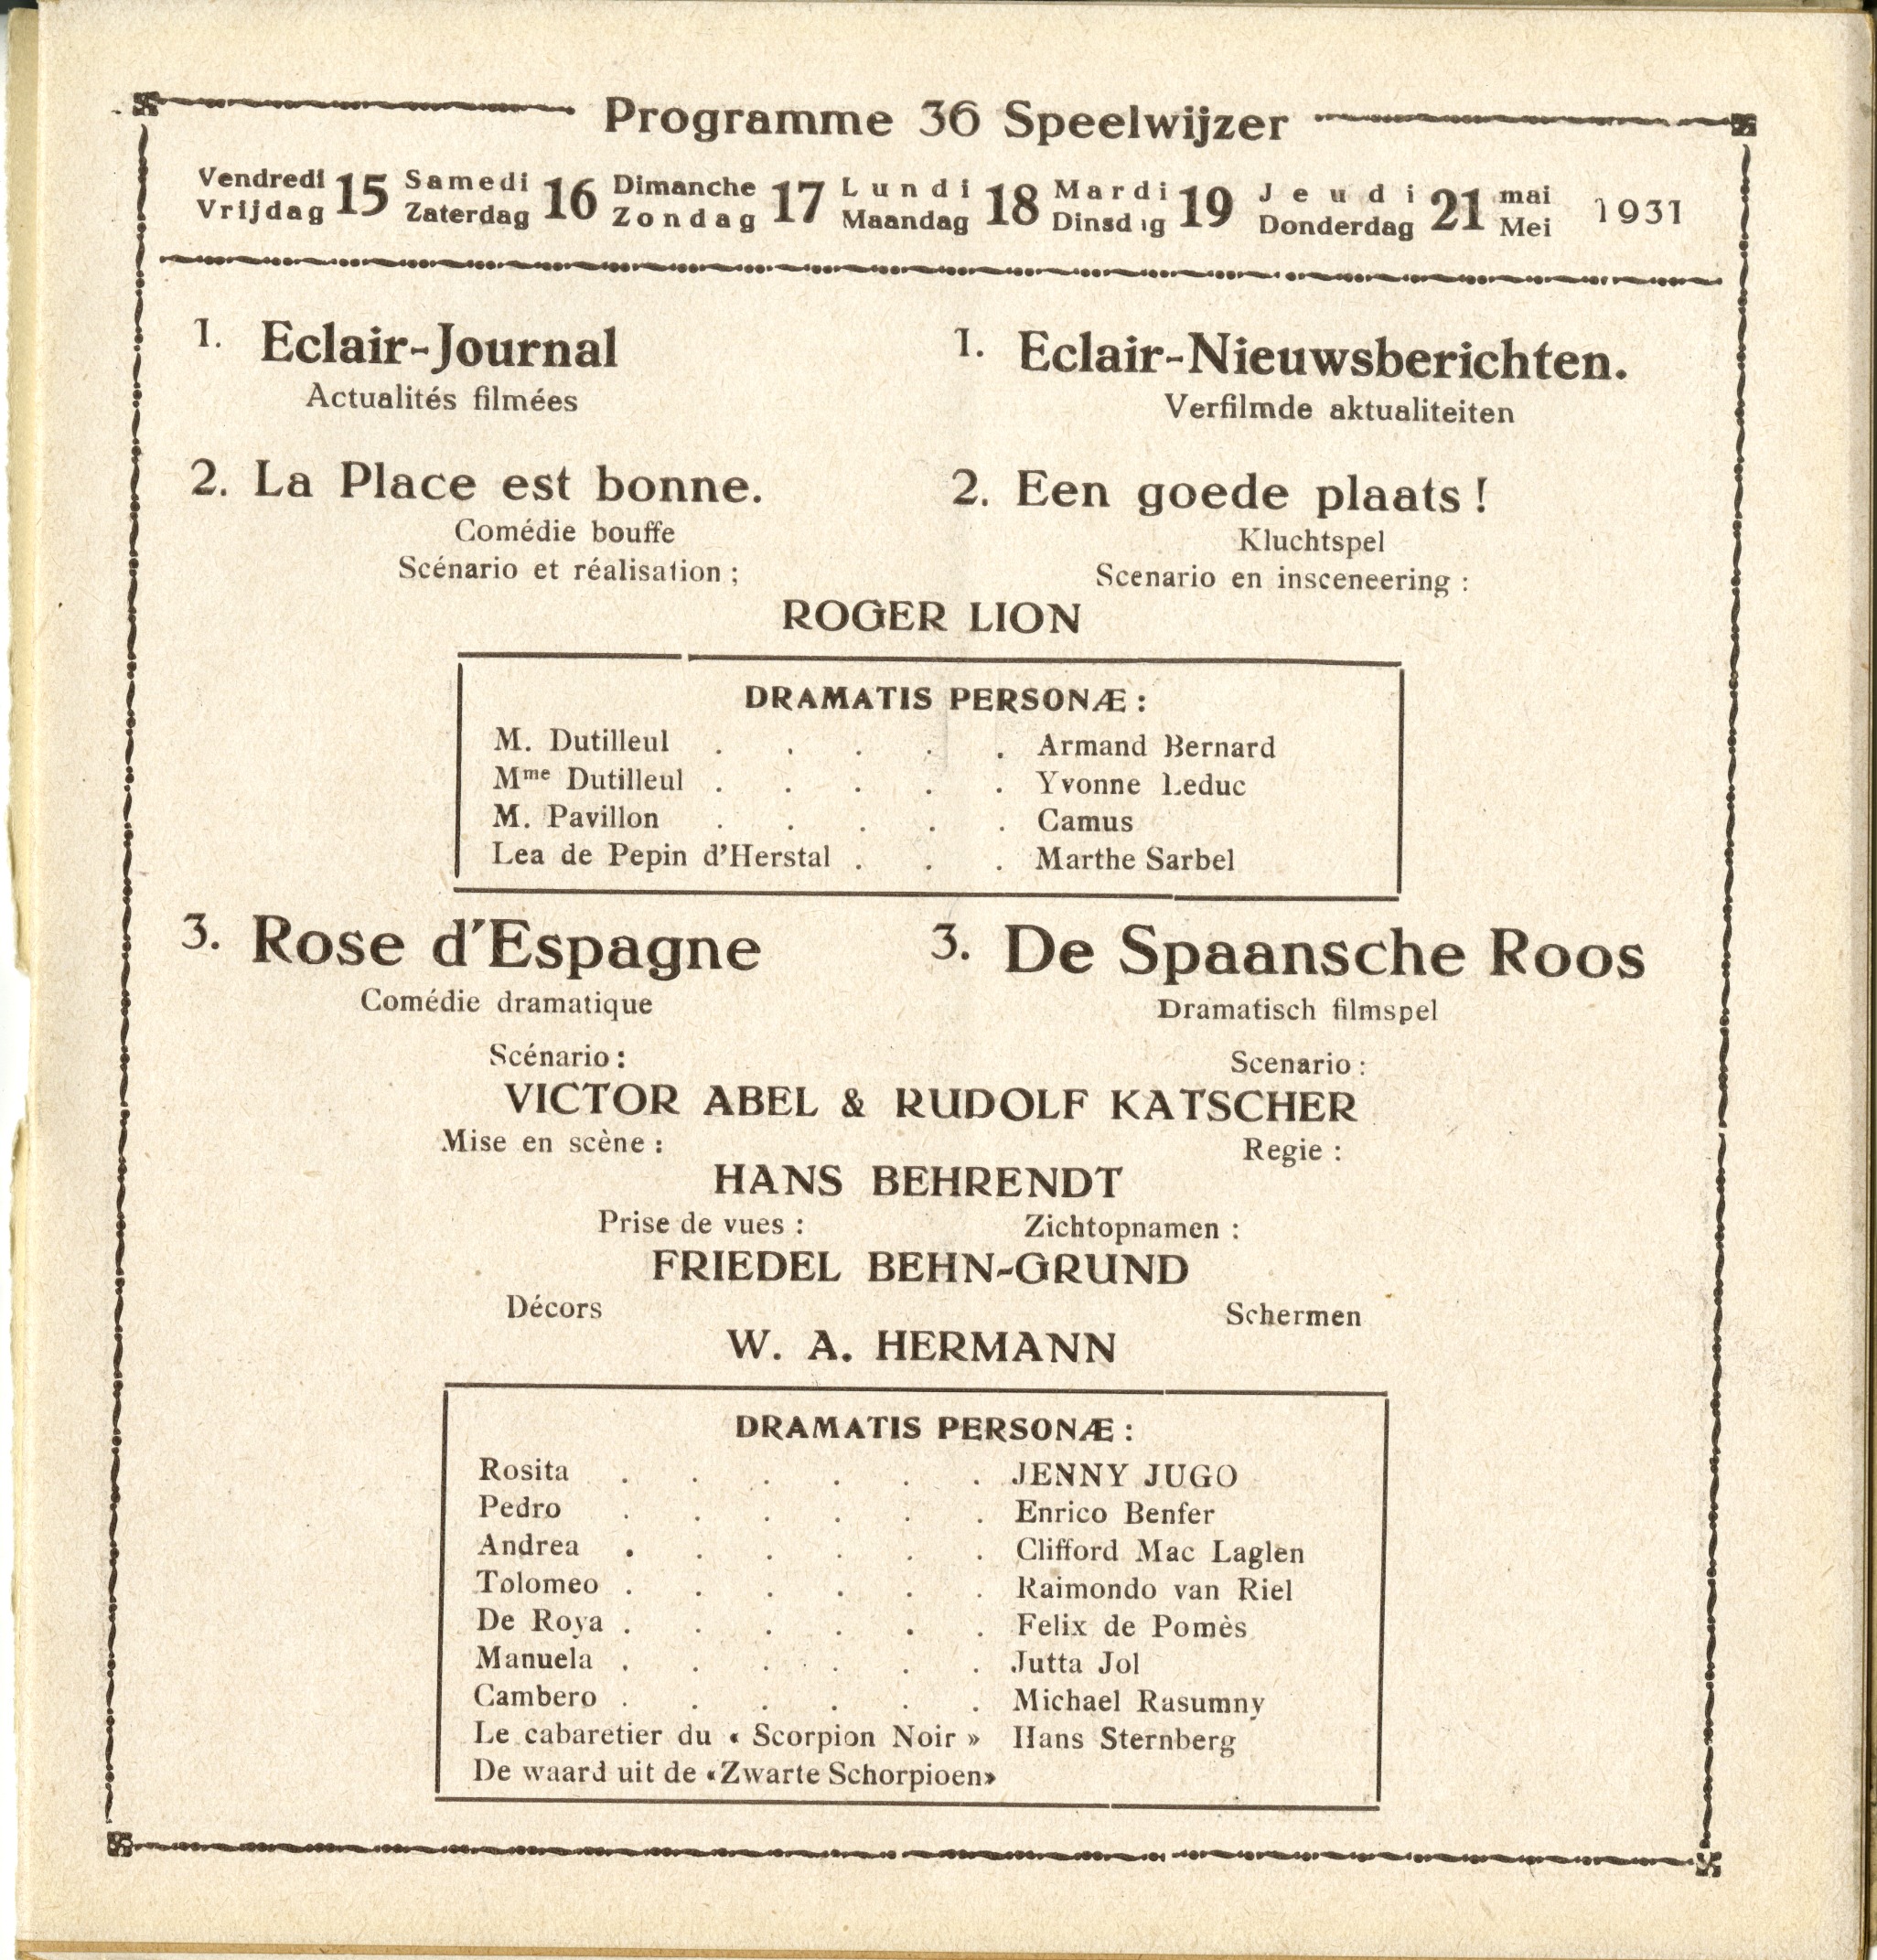 Programme 36 Speelwijzer
Vendredi 15 Samedi 16 Dimanche 17 Lundi 18 Mardi 19 Jeudi 21 mai 1931
Vrijdag Zaterdag Zondag Maandag Dinsdag Donderdag Mei
1. Eclair-Journal
Actualités filmées
1. Eclair-Nieuwsberichten.
Verfilmde aktualiteiten
2. La Place est bonne.
Comédie bouffe
Scénario et réalisation ;
2. Een goede plaats !
Kluchtspel
Scenario en insceneering :
ROGER LION
DRAMATIS PERSONÆ :
M. Dutilleul . . . . . Armand Bernard
Mme Dutilleul . . . . . Yvonne Leduc
M. Pavillon . . . . . Camus
Lea de Pepin d'Herstal . . . Marthe Sarbel
3. Rose d'Espagne
Comédie dramatique
3. De Spaansche Roos
Dramatisch filmspel
Scénario : Scenario :
VICTOR ABEL & RUDOLF KATSCHER
Mise en scène : Regie :
HANS BEHRENDT
Prise de vues : Zichtopnamen :
FRIEDEL BEHN-GRUND
Décors Schermen
W. A. HERMANN
DRAMATIS PERSONÆ :
Rosita . . . . . . JENNY JUGO
Pedro . . . . . . Enrico Benfer
Andrea . . . . . . Clifford Mac Laglen
Tolomeo . . . . . . Raimondo van Riel
De Roya . . . . . . Felix de Pomès
Manuela . . . . . . Jutta Jol
Cambero . . . . . . Michael Rasumny
Le cabaretier du « Scorpion Noir » Hans Sternberg
De waard uit de «Zwarte Schorpioen»